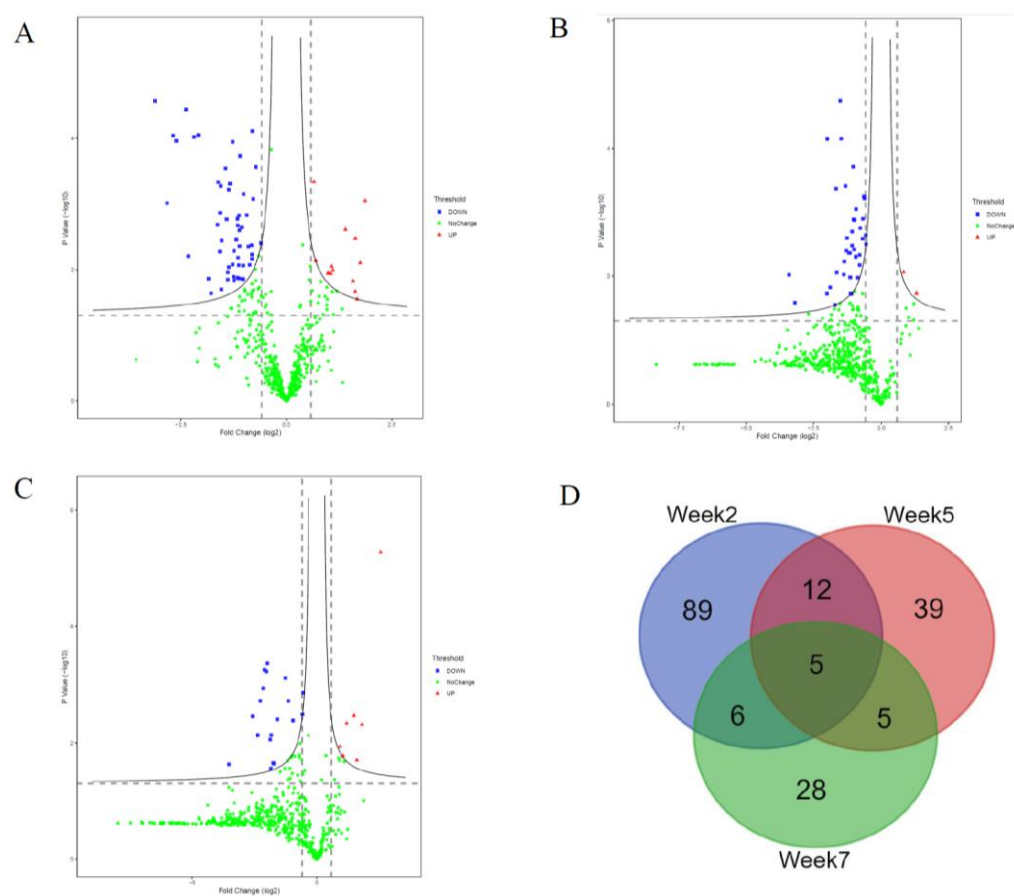 A
P Value (−log10)
4
2
0
−2.5
0.0
2.5
Fold Change (log2)
Threshold
DOWN
NoChange
UP
B
P Value (−log10)
6
4
2
0
−7.5
−5.0
−2.5
0.0
2.5
Fold Change (log2)
Threshold
DOWN
NoChange
UP
C
P Value (−log10)
6
4
2
0
−5
0
Fold Change (log2)
Threshold
DOWN
NoChange
UP
D
Week2
Week5
89
12
39
5
6
5
28
Week7